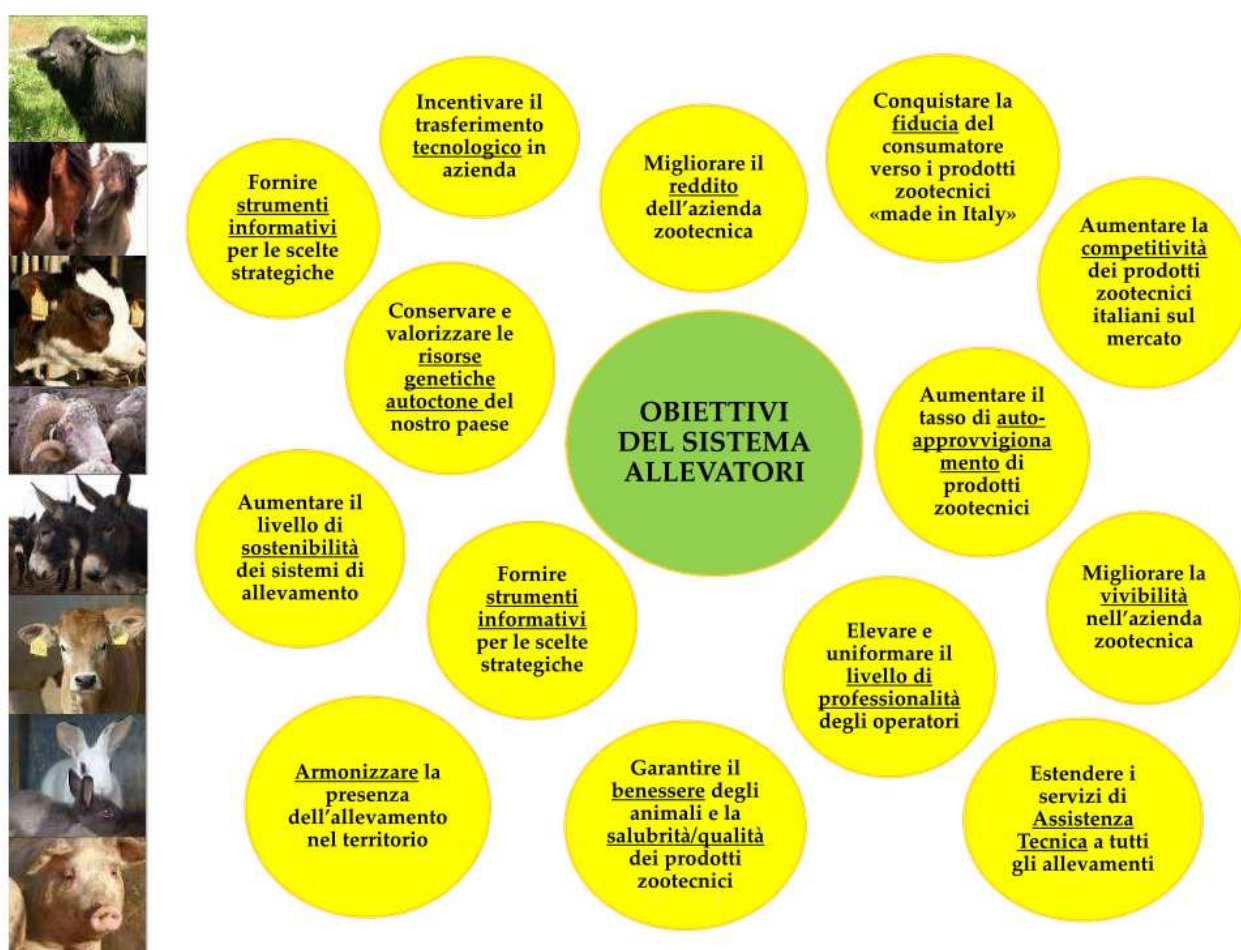 Incentivare il
trasferimento
tecnologico in
azienda
Conquistare la
fiducia del
consumatore
verso i prodotti
zootecnici
«made in Italy»
Migliorare il
reddito
dell'azienda
zootecnica
Fornire
strumenti
informativi
per le scelte
strategiche
Aumentare la
competitività
dei prodotti
zootecnici
italiani sul
mercato
Conservare e
valorizzare le
risorse
genetiche
autoctone del
nostro paese
OBIETTIVI
DEL SISTEMA
ALLEVATORI
Aumentare il
tasso di auto-
approvvigiona
mento di
prodotti
zootecnici
Aumentare il
livello di
sostenibilità
dei sistemi di
allevamento
Fornire
strumenti
informativi
per le scelte
strategiche
Migliorare la
vivibilità
nell'azienda
zootecnica
Elevare e
uniformare il
livello di
professionalità
degli operatori
Armonizzare la
presenza
dell'allevamento
nel territorio
Garantire il
benessere degli
animali e la
salubrità/qualità
dei prodotti
zootecnici
Estendere i
servizi di
Assistenza
Tecnica a tutti
gli allevamenti